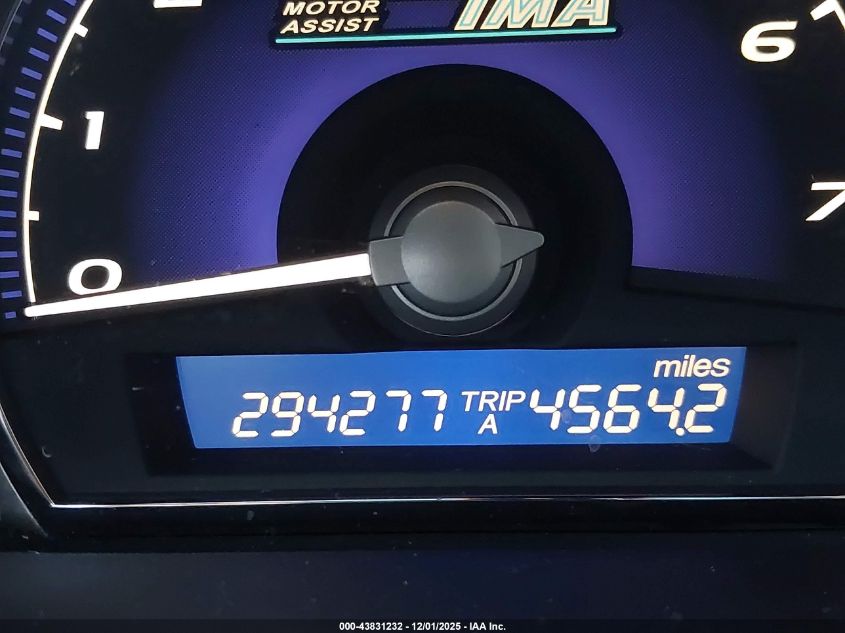 MOTOR
ASSIST
IMA
6
1
7
0
miles
294277 TRIP A 4564.2
000-43831232 - 12/01/2025 - IAA Inc.